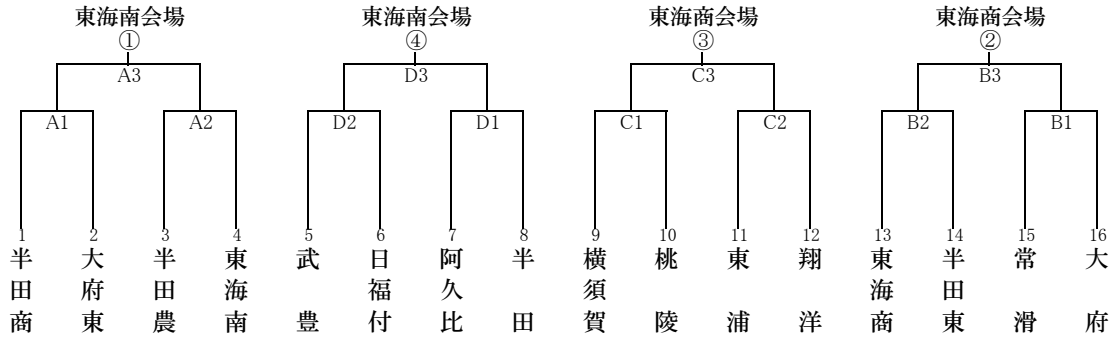 東海南会場 東海南会場 東海商会場 東海商会場
① ④ ③ ②
A3 D3 C3 B3
A1 A2 D2 D1 C1 C2 B2 B1
1 2 3 4 5 6 7 8 9 10 11 12 13 14 15 16
半田商
大府東
半田農
東海南
武豊
日福付
阿久比
半田
横須賀
桃陵
東浦
翔洋
東海商
半田東
常滑
大府